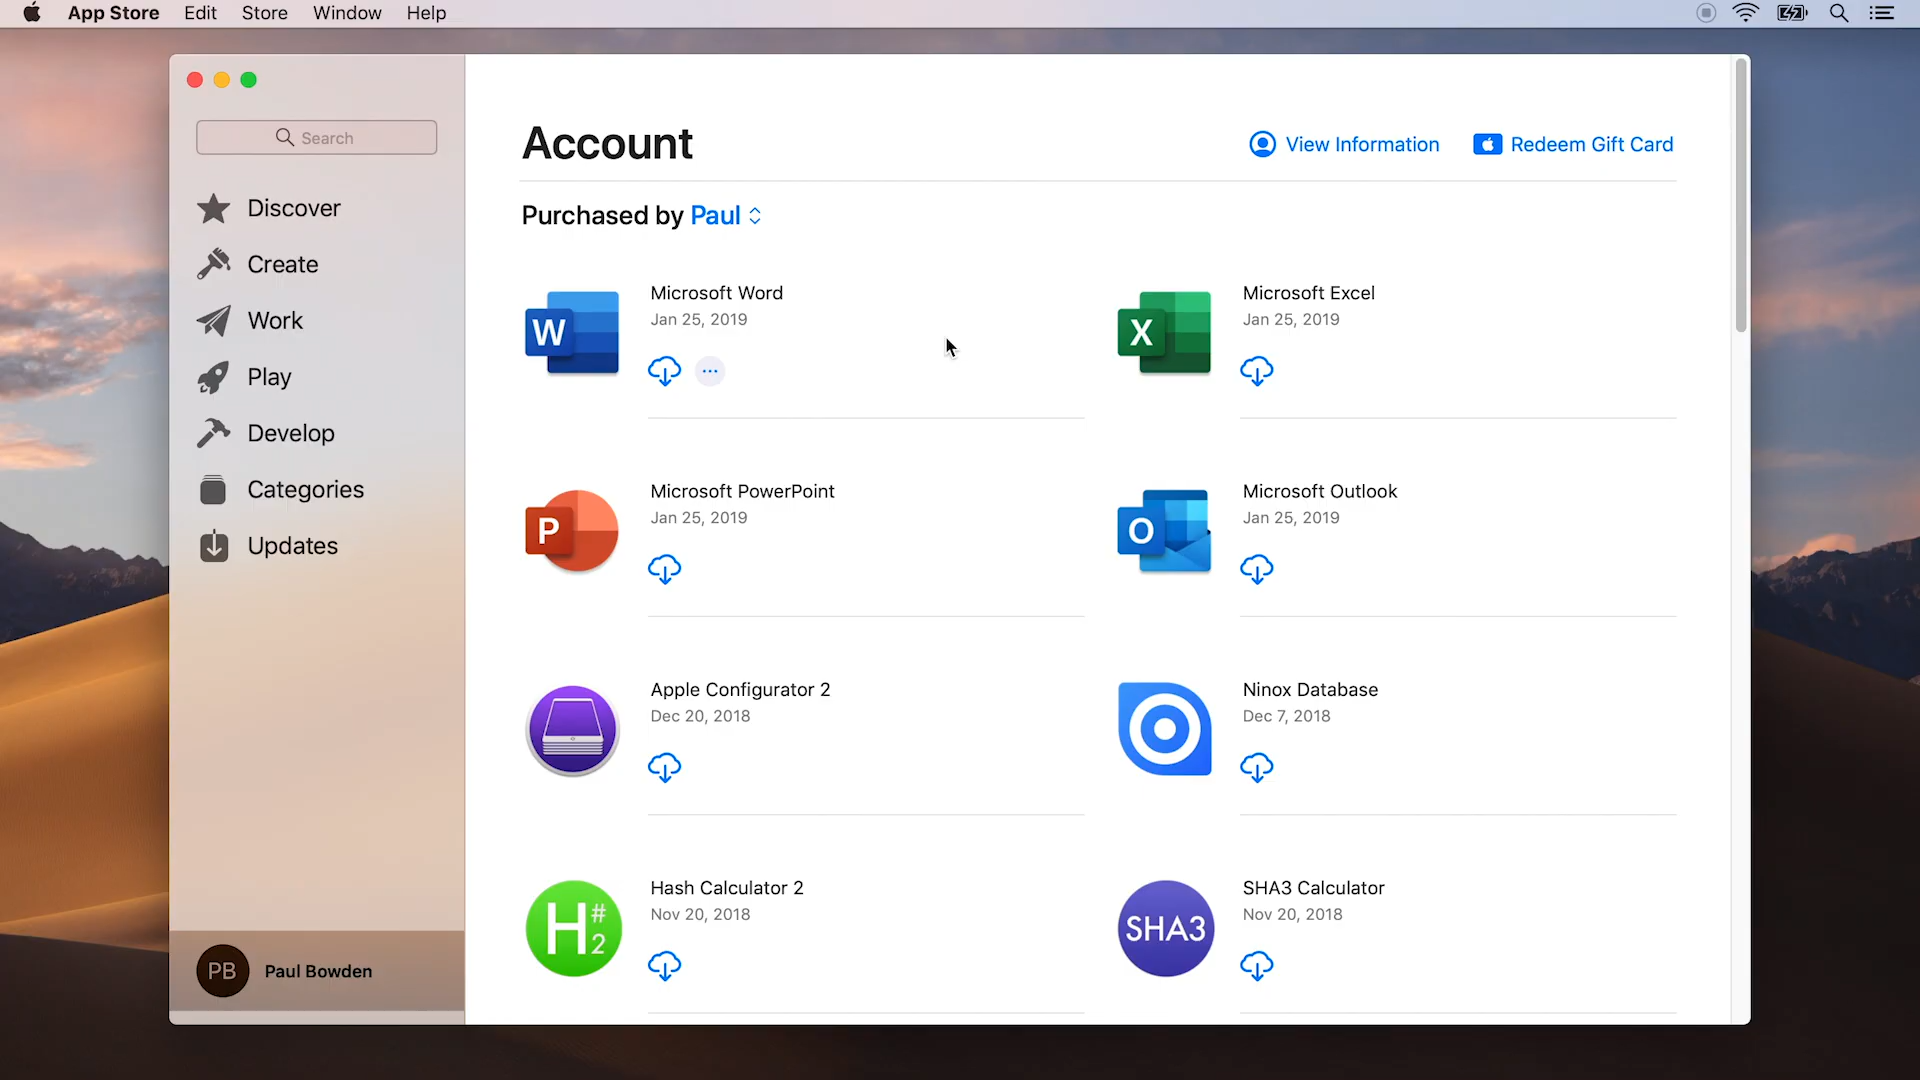 App Store Edit Store Window Help
Search
Discover
Create
Work
Play
Develop
Categories
Updates
PB Paul Bowden
Account
View Information
Redeem Gift Card
Purchased by Paul
W
Microsoft Word
Jan 25, 2019
X
Microsoft Excel
Jan 25, 2019
P
Microsoft PowerPoint
Jan 25, 2019
O
Microsoft Outlook
Jan 25, 2019
Apple Configurator 2
Dec 20, 2018
Ninox Database
Dec 7, 2018
H#2
Hash Calculator 2
Nov 20, 2018
SHA3
SHA3 Calculator
Nov 20, 2018